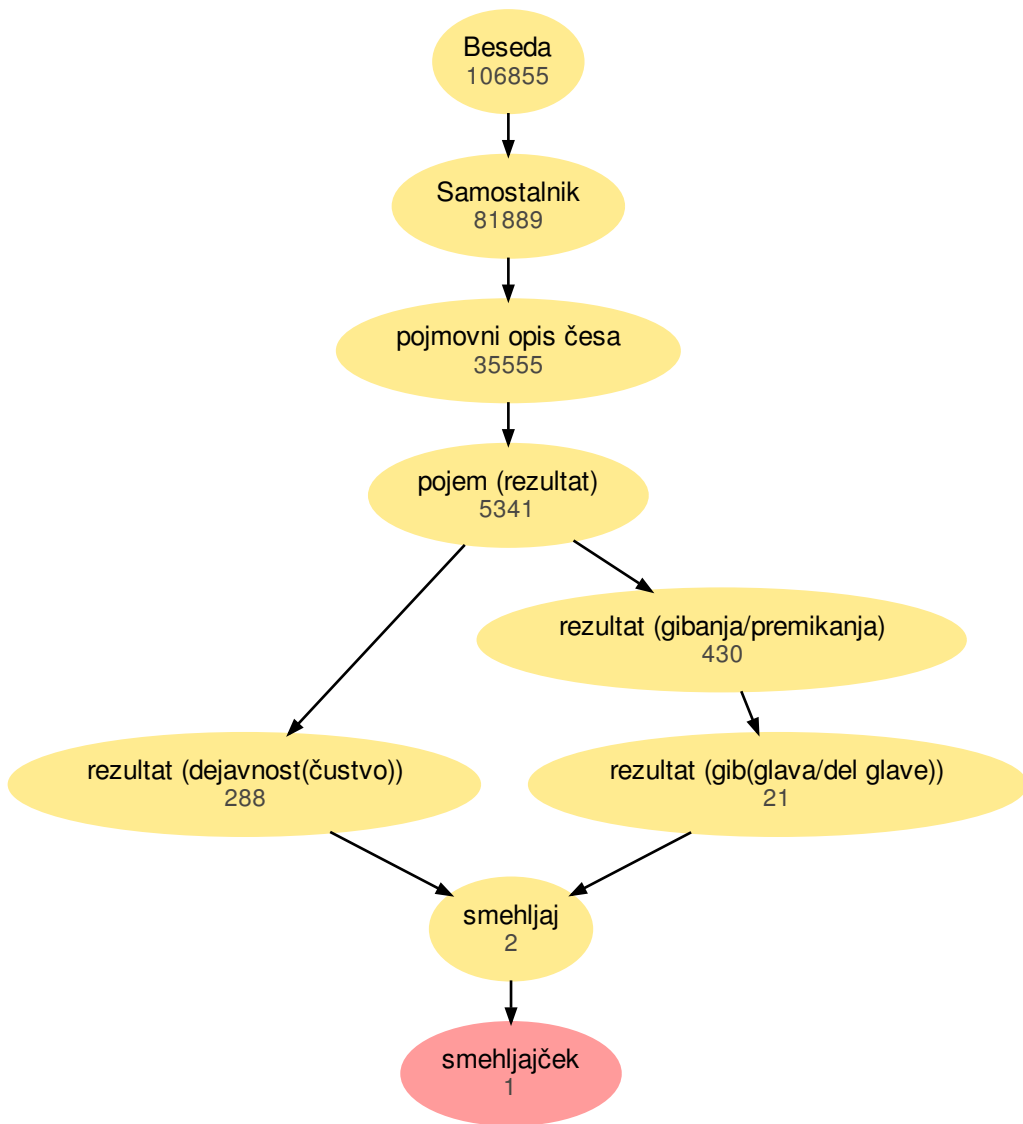 Beseda
106855
Samostalnik
81889
pojmovni opis česa
35555
pojem (rezultat)
5341
rezultat (gibanja/premikanja)
430
rezultat (dejavnost(čustvo))
288
rezultat (gib(glava/del glave))
21
smehljaj
2
smehljajček
1